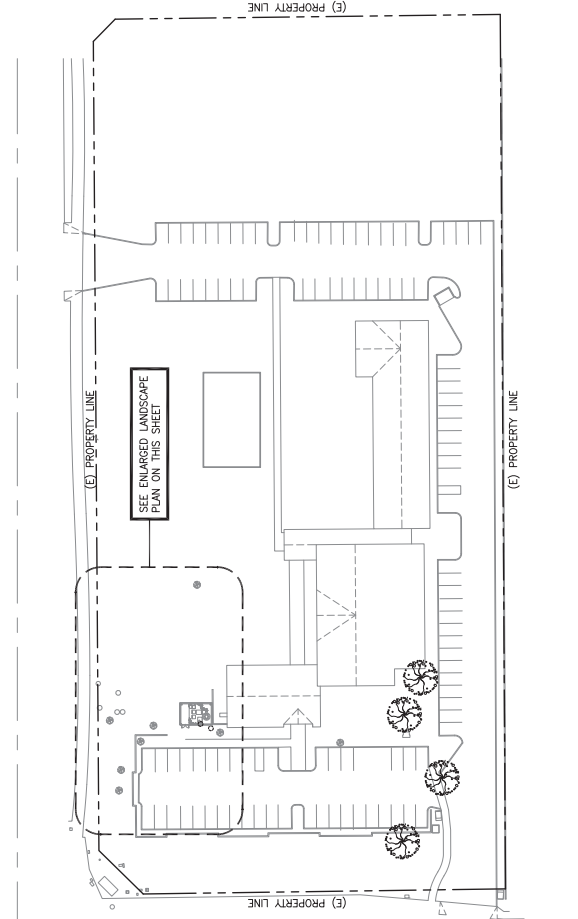 (E) PROPERTY LINE
(E) PROPERTY LINE
SEE ENLARGED LANDSCAPE
PLAN ON THIS SHEET
(E) PROPERTY LINE
(E) PROPERTY LINE